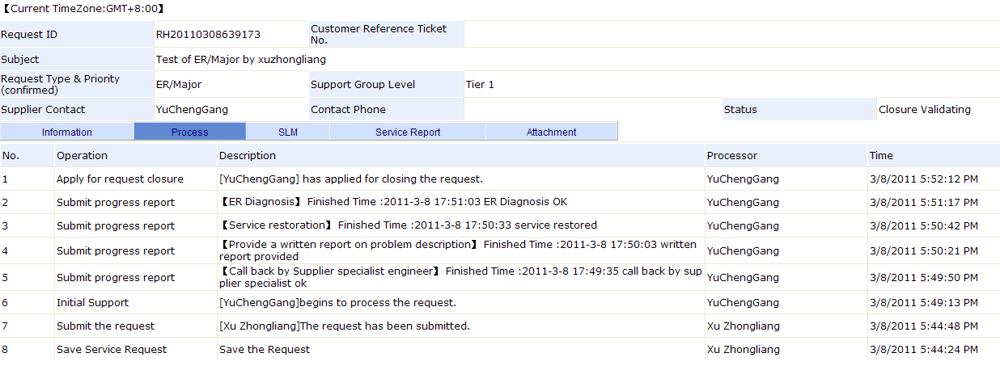 【Current TimeZone:GMT+8:00】
Request ID RH20110308639173 Customer Reference Ticket No.
Subject Test of ER/Major by xuzhongliang
Request Type & Priority (confirmed) ER/Major Support Group Level Tier 1
Supplier Contact YuChengGang Contact Phone Status Closure Validating
Information Process SLM Service Report Attachment
No. Operation Description Processor Time
1 Apply for request closure [YuChengGang] has applied for closing the request. YuChengGang 3/8/2011 5:52:12 PM
2 Submit progress report 【ER Diagnosis】 Finished Time :2011-3-8 17:51:03 ER Diagnosis OK YuChengGang 3/8/2011 5:51:17 PM
3 Submit progress report 【Service restoration】 Finished Time :2011-3-8 17:50:33 service restored YuChengGang 3/8/2011 5:50:42 PM
4 Submit progress report 【Provide a written report on problem description】 Finished Time :2011-3-8 17:50:03 written report provided YuChengGang 3/8/2011 5:50:21 PM
5 Submit progress report 【Call back by Supplier specialist engineer】 Finished Time :2011-3-8 17:49:35 call back by sup
plier specialist ok YuChengGang 3/8/2011 5:49:50 PM
6 Initial Support [YuChengGang]begins to process the request. YuChengGang 3/8/2011 5:49:13 PM
7 Submit the request [Xu Zhongliang]The request has been submitted. Xu Zhongliang 3/8/2011 5:44:48 PM
8 Save Service Request Save the Request Xu Zhongliang 3/8/2011 5:44:24 PM